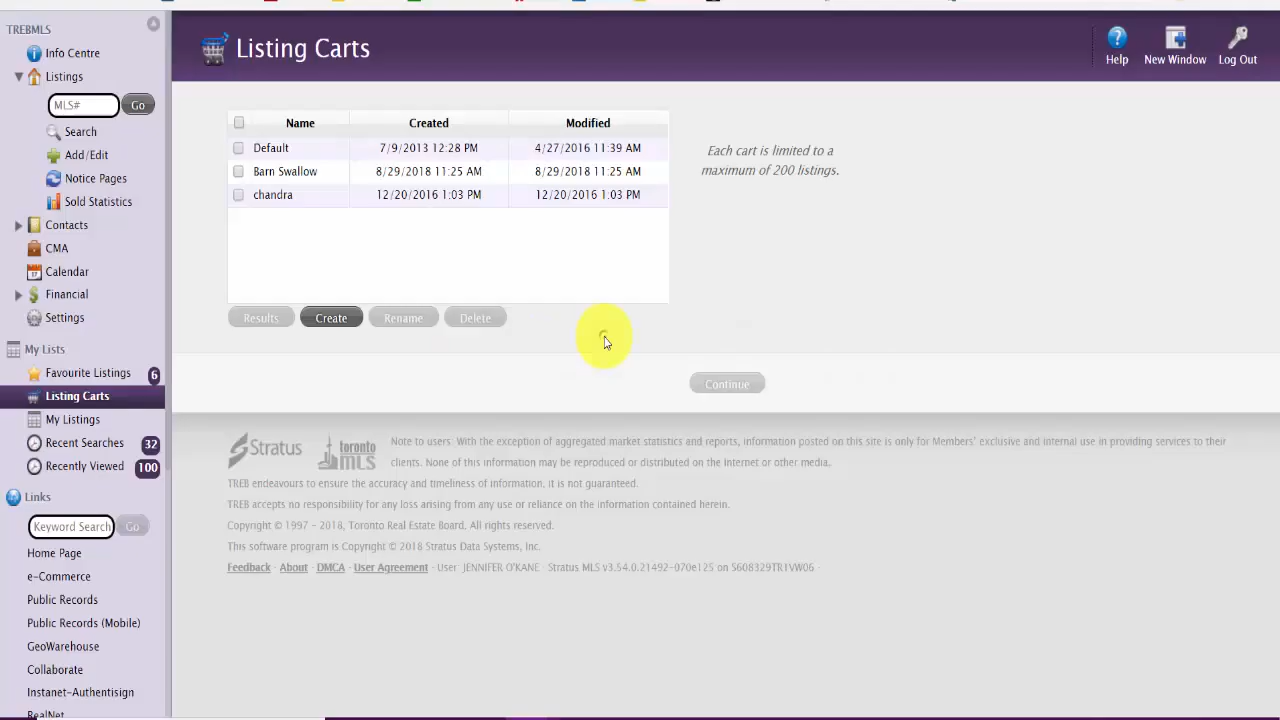 TREBMLS
Info Centre
Listings
MLS# Go
Search
Add/Edit
Notice Pages
Sold Statistics
Contacts
CMA
Calendar
Financial
Settings
My Lists
Favourite Listings 6
Listing Carts
My Listings
Recent Searches 32
Recently Viewed 100
Links
Keyword Search Go
Home Page
e-Commerce
Public Records
Public Records (Mobile)
GeoWarehouse
Collaborate
Instanet-Authentisign
RealNet
Listing Carts
Help New Window Log Out
Name Created Modified
Default 7/9/2013 12:28 PM 4/27/2016 11:39 AM
Barn Swallow 8/29/2018 11:25 AM 8/29/2018 11:25 AM
chandra 12/20/2016 1:03 PM 12/20/2016 1:03 PM
Each cart is limited to a
maximum of 200 listings.
Results Create Rename Delete
Continue
Stratus toronto MLS
Note to users: With the exception of aggregated market statistics and reports, information posted on this site is only for Members' exclusive and internal use in providing services to their
clients. None of this information may be reproduced or distributed on the Internet or other media.
TREB endeavours to ensure the accuracy and timeliness of information, it is not guaranteed.
TREB accepts no responsibility for any loss arising from any use or reliance on the information contained herein.
Copyright © 1997 - 2018, Toronto Real Estate Board. All rights reserved.
This software program is Copyright © 2018 Stratus Data Systems, Inc.
Feedback · About · DMCA · User Agreement · User: JENNIFER O'KANE · Stratus MLS v3.54.0.21492-070e125 on S608329TR1VW06 ·